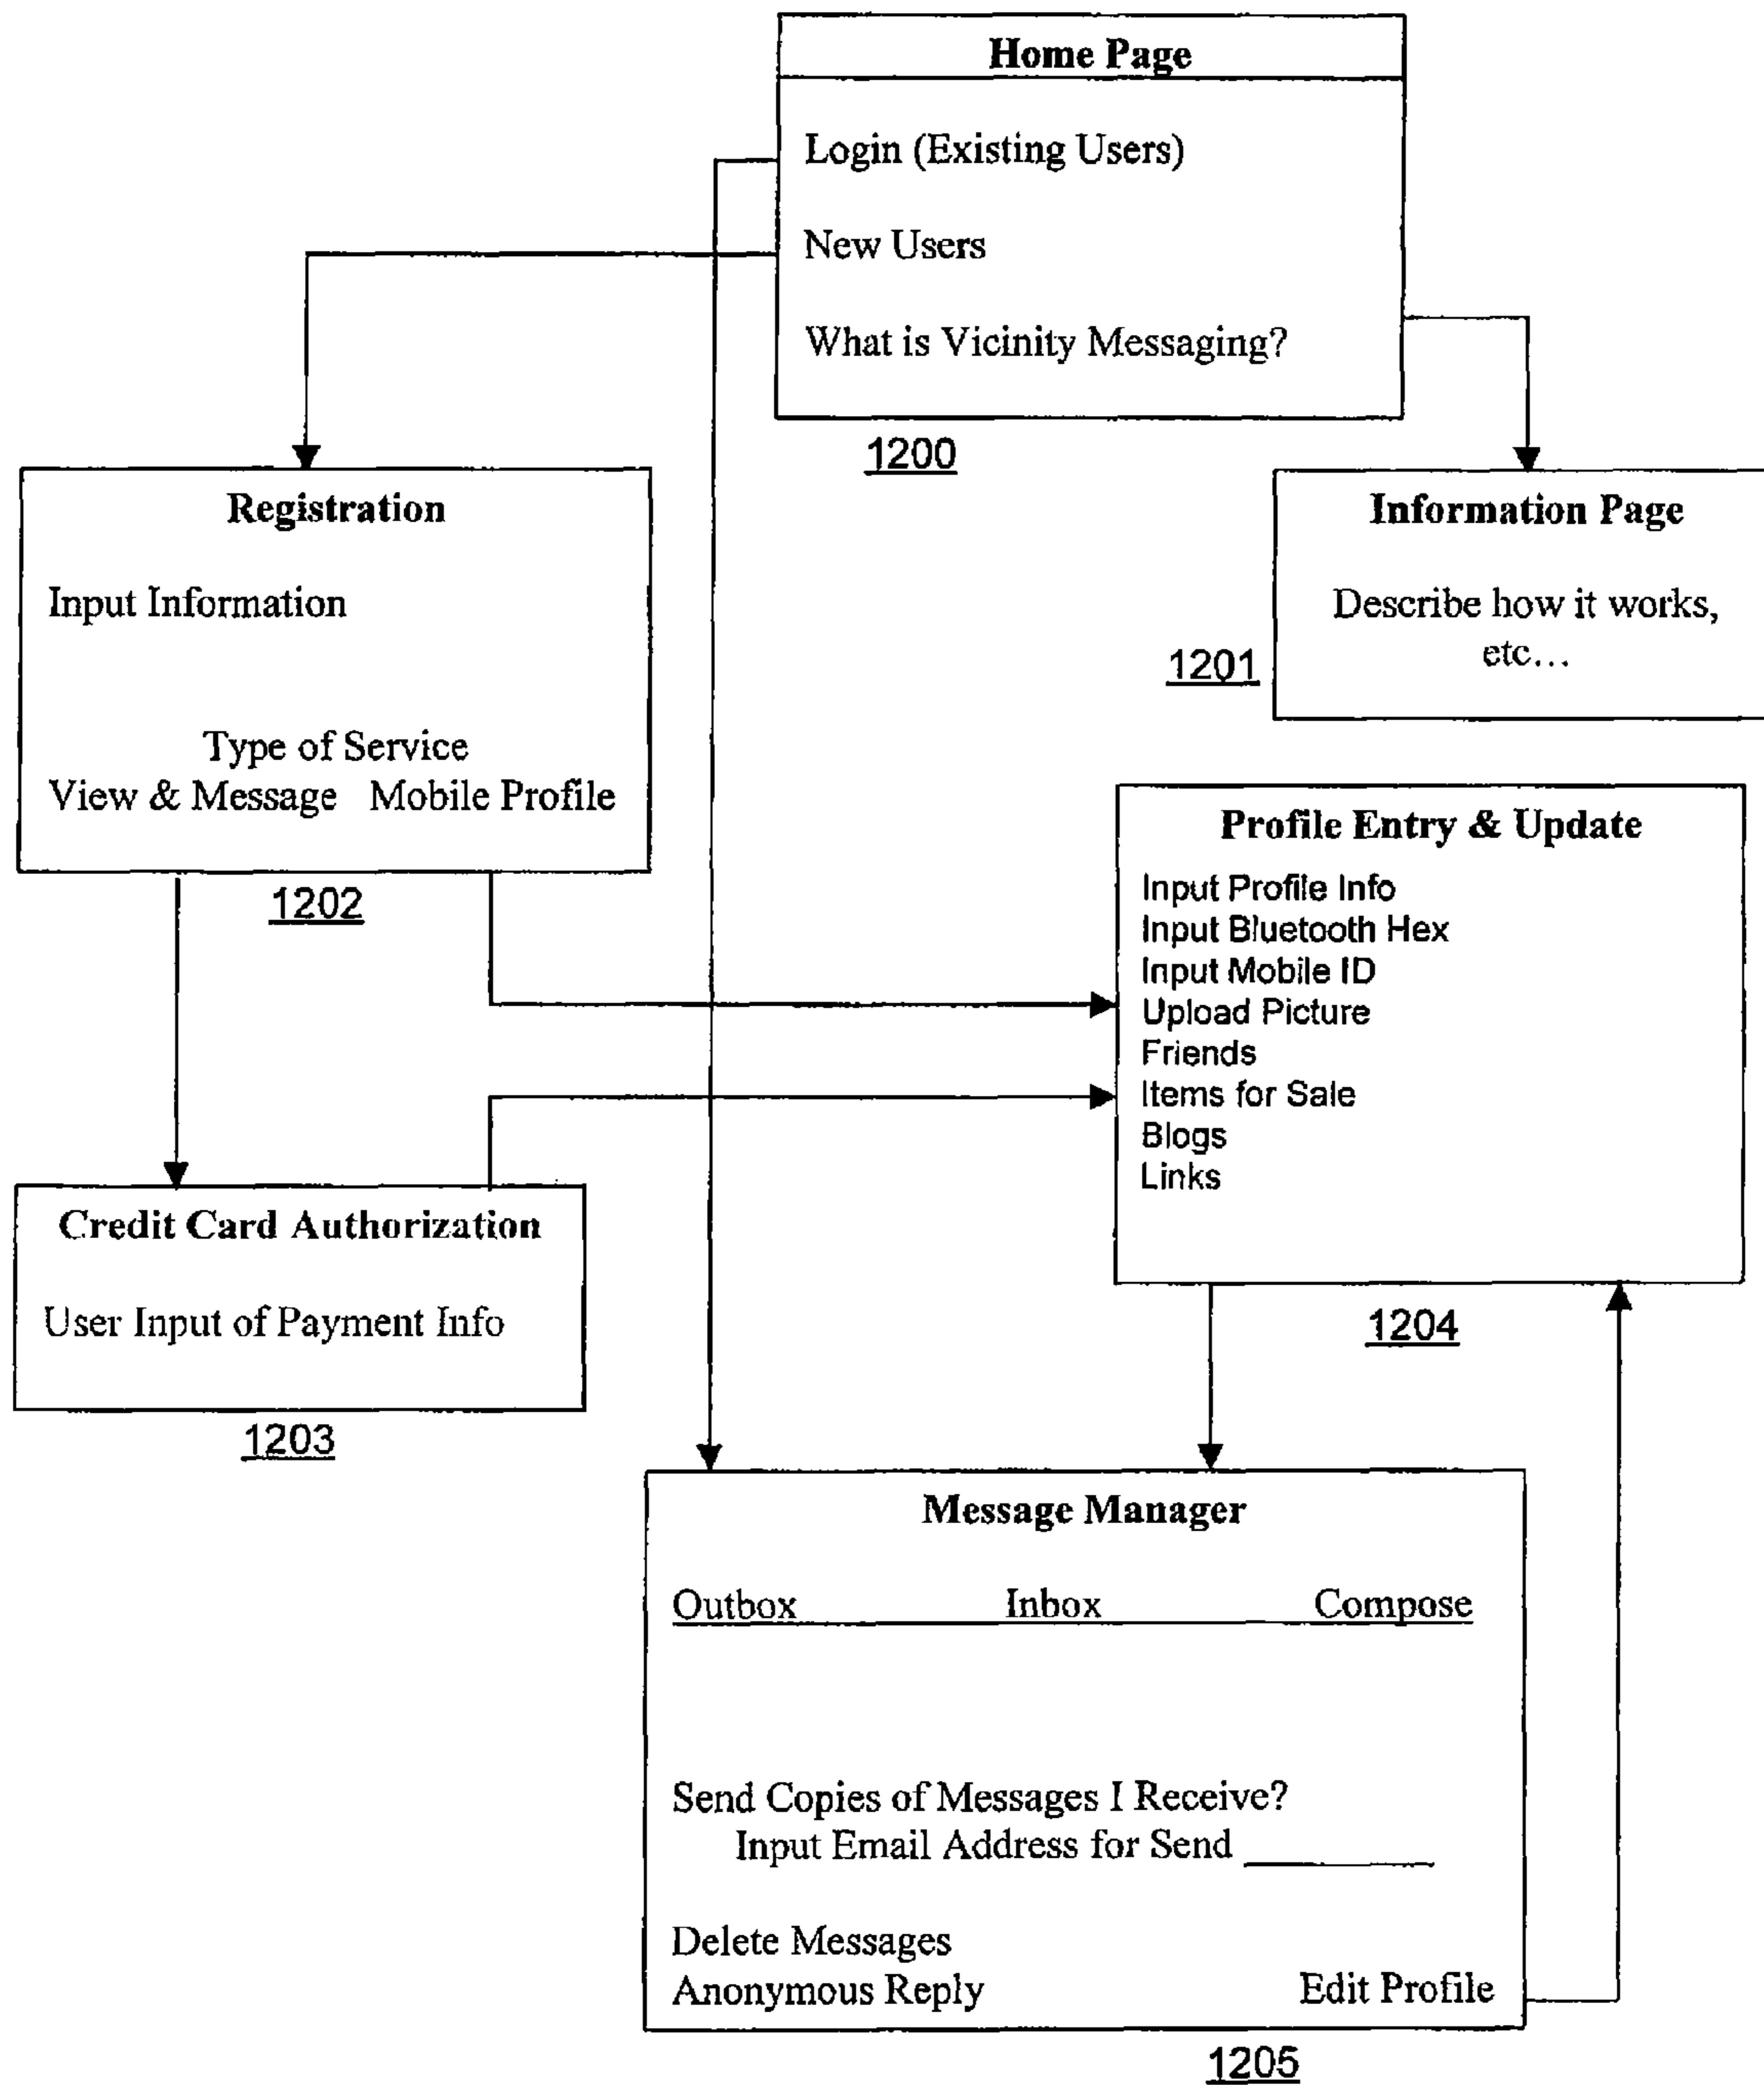 Home Page
Login (Existing Users)
New Users
What is Vicinity Messaging?
1200
Registration
Input Information
Type of Service
View & Message Mobile Profile
1202
Information Page
Describe how it works,
etc...
1201
Profile Entry & Update
Input Profile Info
Input Bluetooth Hex
Input Mobile ID
Upload Picture
Friends
Items for Sale
Blogs
Links
1204
Credit Card Authorization
User Input of Payment Info
1203
Message Manager
Outbox Inbox Compose
Send Copies of Messages I Receive?
Input Email Address for Send
Delete Messages
Anonymous Reply Edit Profile
1205